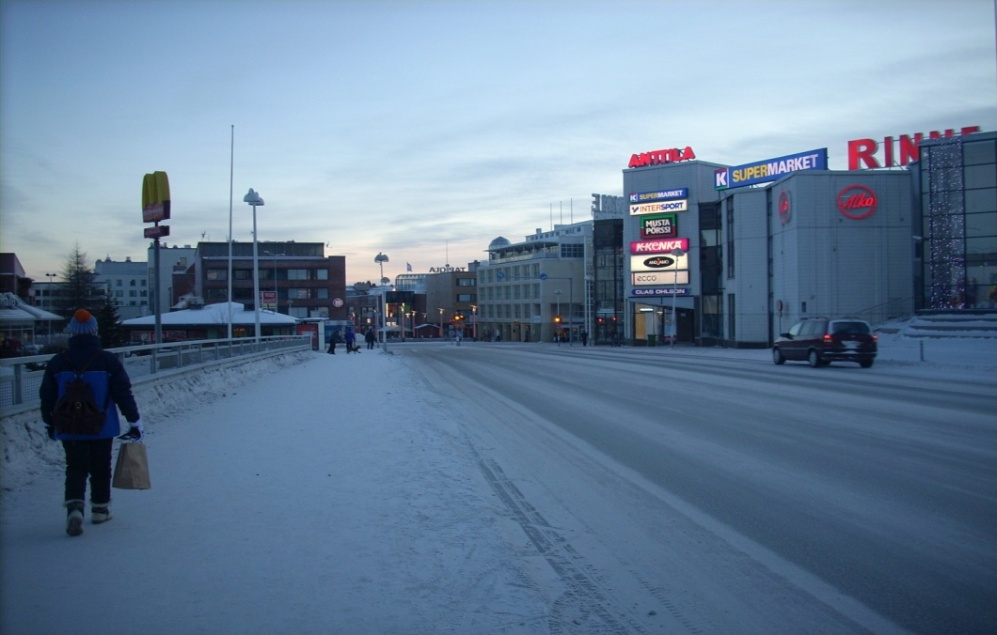 ANTTILA
K SUPERMARKET
INTERSPORT
MUSTA
PÖRSSI
K-KENKÄ
ecco
CLAS OHLSON
K SUPERMARKET
Alko
RINNE